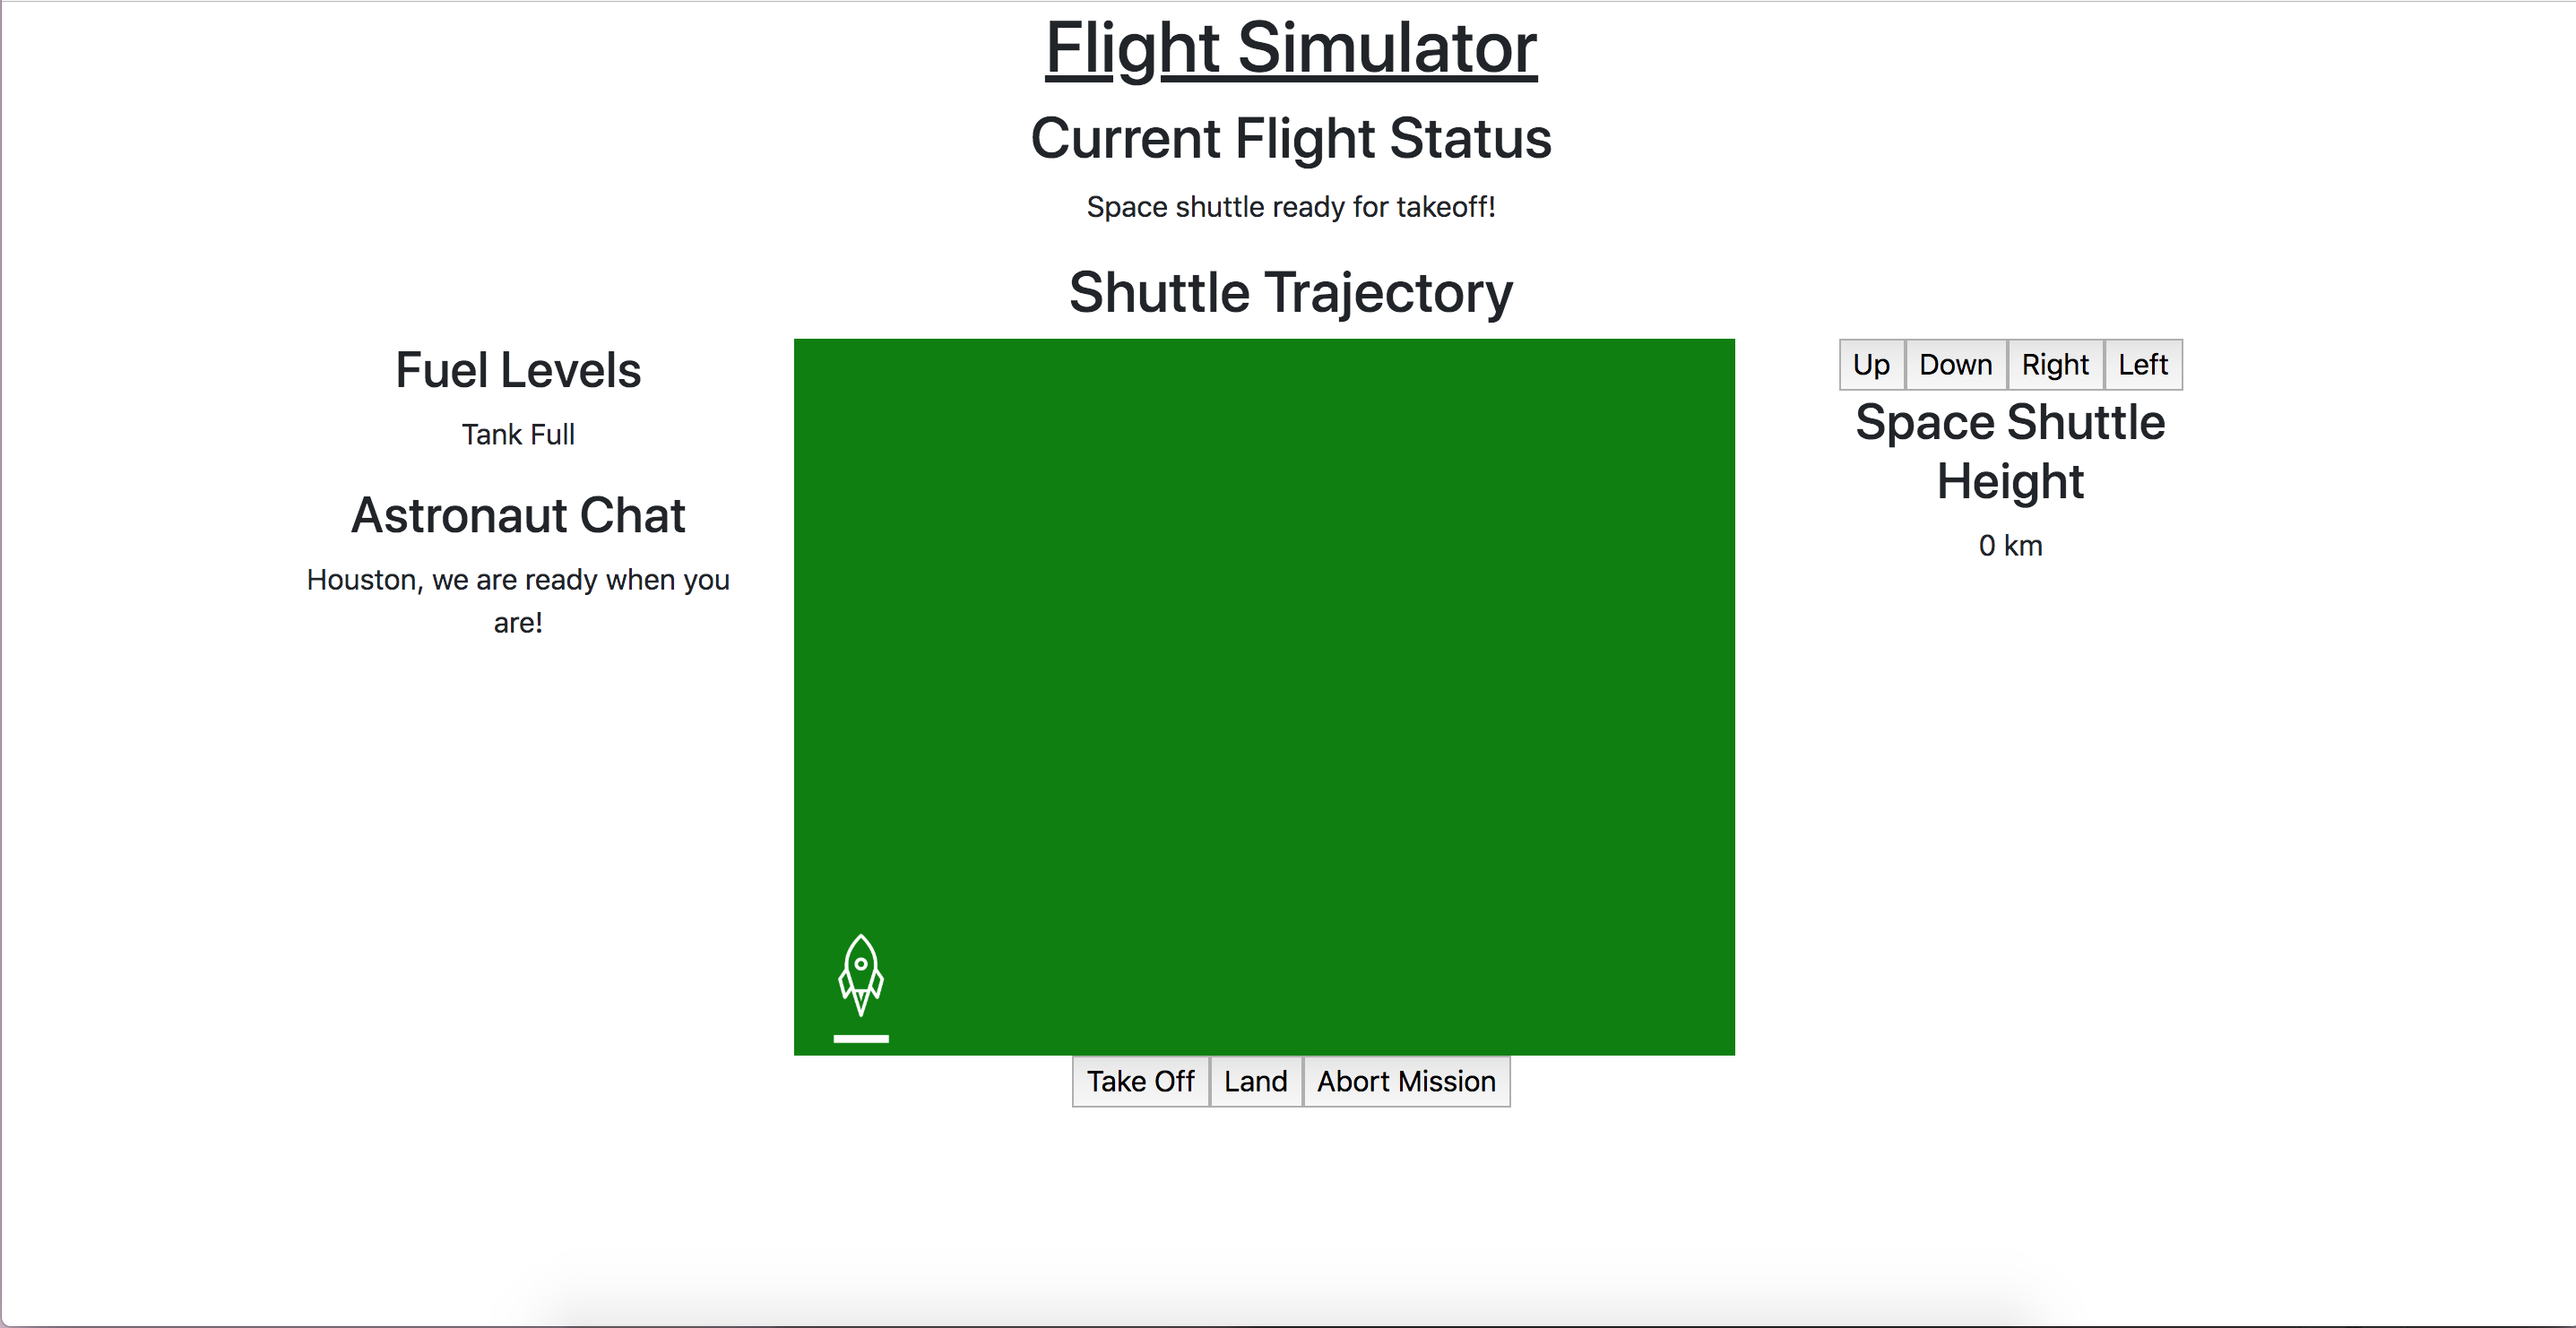 Flight Simulator
Current Flight Status
Space shuttle ready for takeoff!
Shuttle Trajectory
Fuel Levels
Tank Full
Astronaut Chat
Houston, we are ready when you
are!
Up Down Right Left
Space Shuttle
Height
0 km
Take Off Land Abort Mission